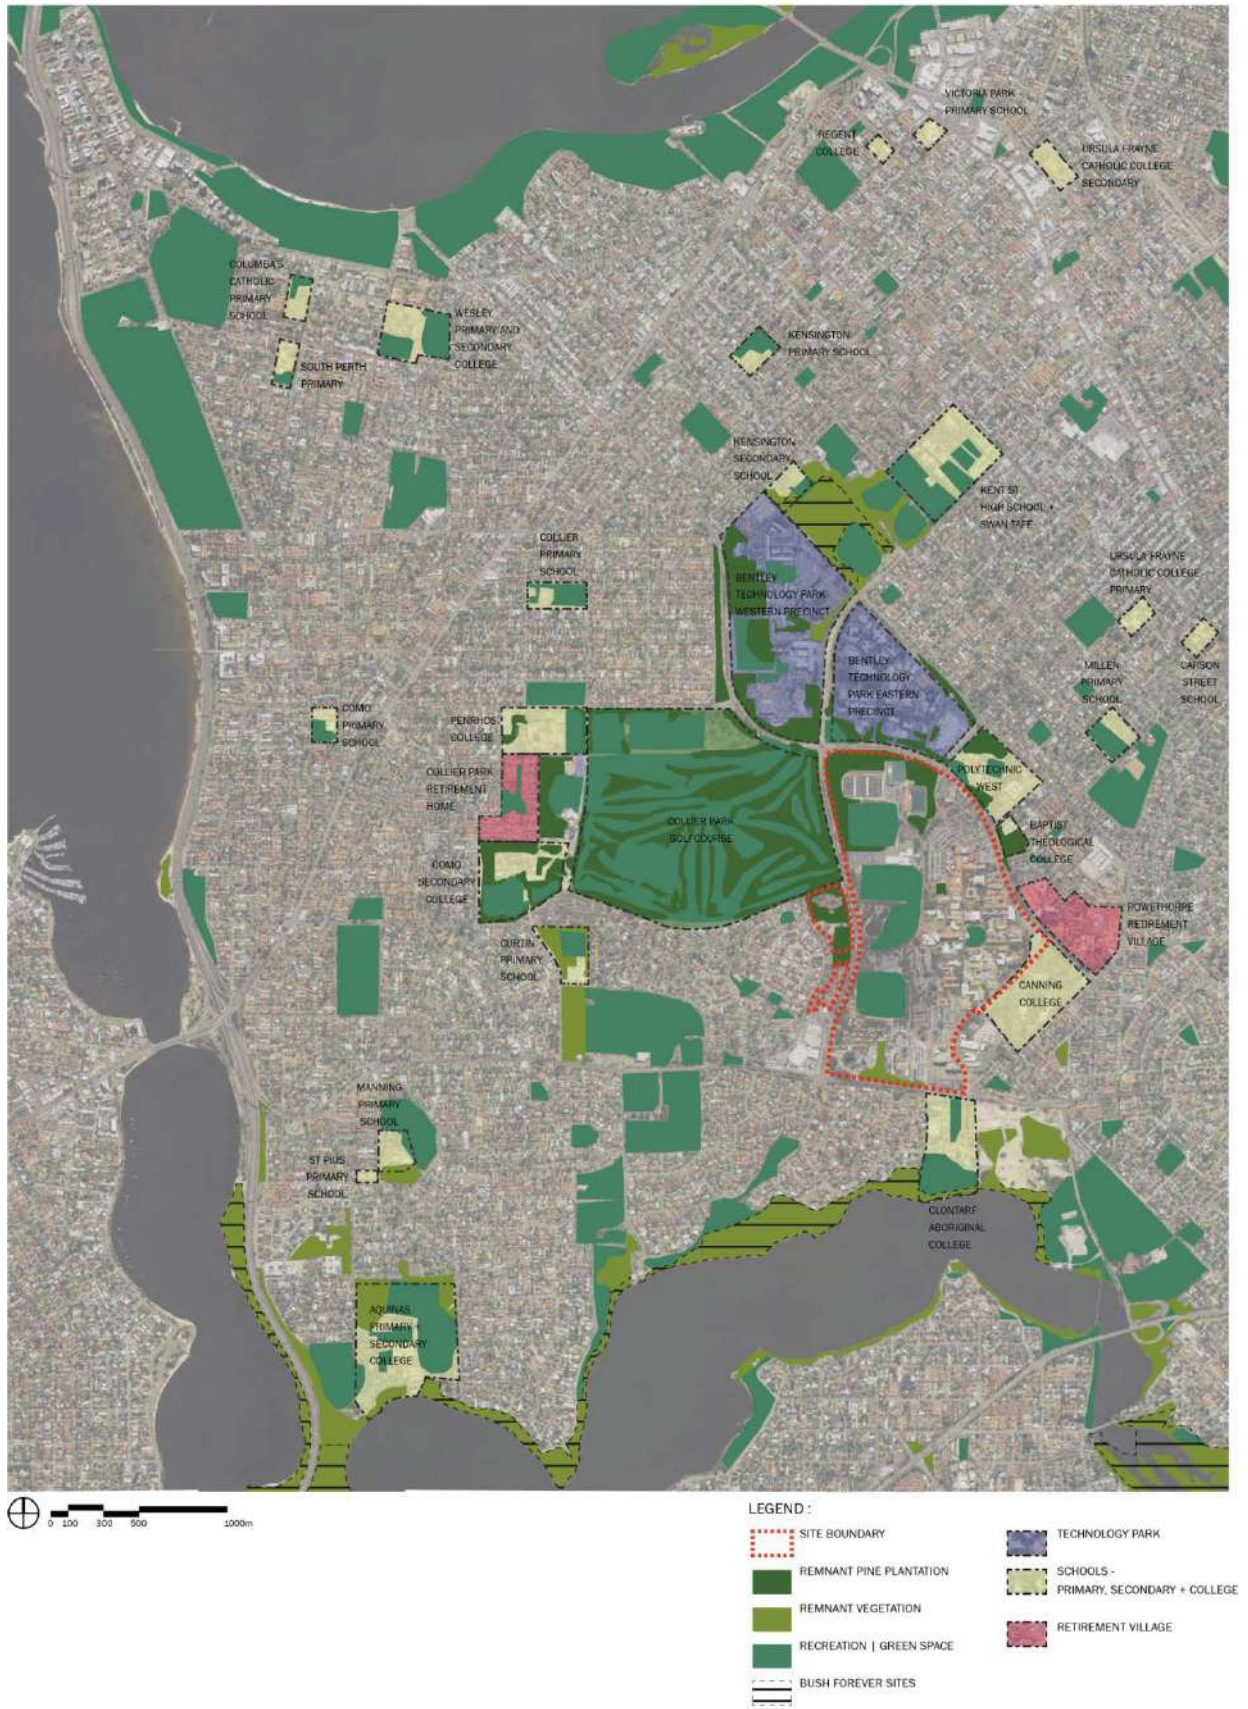 VICTORIA PARK
PRIMARY SCHOOL
REGENT
COLLEGE
URSULA FRAYNE
CATHOLIC COLLEGE
SECONDARY
COLUMBA'S
CATHOLIC
PRIMARY
SCHOOL
WESLEY
PRIMARY AND
SECONDARY
COLLEGE
SOUTH PERTH
PRIMARY
KENSINGTON
PRIMARY SCHOOL
KENSINGTON
SECONDARY
SCHOOL
KENT ST
HIGH SCHOOL +
SWAN TAFE
COLLIER
PRIMARY
SCHOOL
BENTLEY
TECHNOLOGY PARK
WESTERN PRECINCT
URSULA FRAYNE
CATHOLIC COLLEGE
PRIMARY
BENTLEY
TECHNOLOGY
PARK EASTERN
PRECINCT
MILLEN
PRIMARY
SCHOOL
CARSON
STREET
SCHOOL
COMO
PRIMARY
SCHOOL
PENRHOS
COLLEGE
COLLIER PARK
RETIREMENT
HOME
POLYTECHNIC
WEST
COLLIER PARK
GOLFCOURSE
BAPTIST
THEOLOGICAL
COLLEGE
COMO
SECONDARY
COLLEGE
ROWETHORPE
RETIREMENT
VILLAGE
CURTIN
PRIMARY
SCHOOL
CANNING
COLLEGE
MANNING
PRIMARY
SCHOOL
ST PIUS
PRIMARY
SCHOOL
CLONTARF
ABORIGINAL
COLLEGE
AQUINAS
PRIMARY +
SECONDARY
COLLEGE
0 100 300 500 1000m
LEGEND :
SITE BOUNDARY
REMNANT PINE PLANTATION
REMNANT VEGETATION
RECREATION | GREEN SPACE
BUSH FOREVER SITES
TECHNOLOGY PARK
SCHOOLS -
PRIMARY, SECONDARY + COLLEGE
RETIREMENT VILLAGE